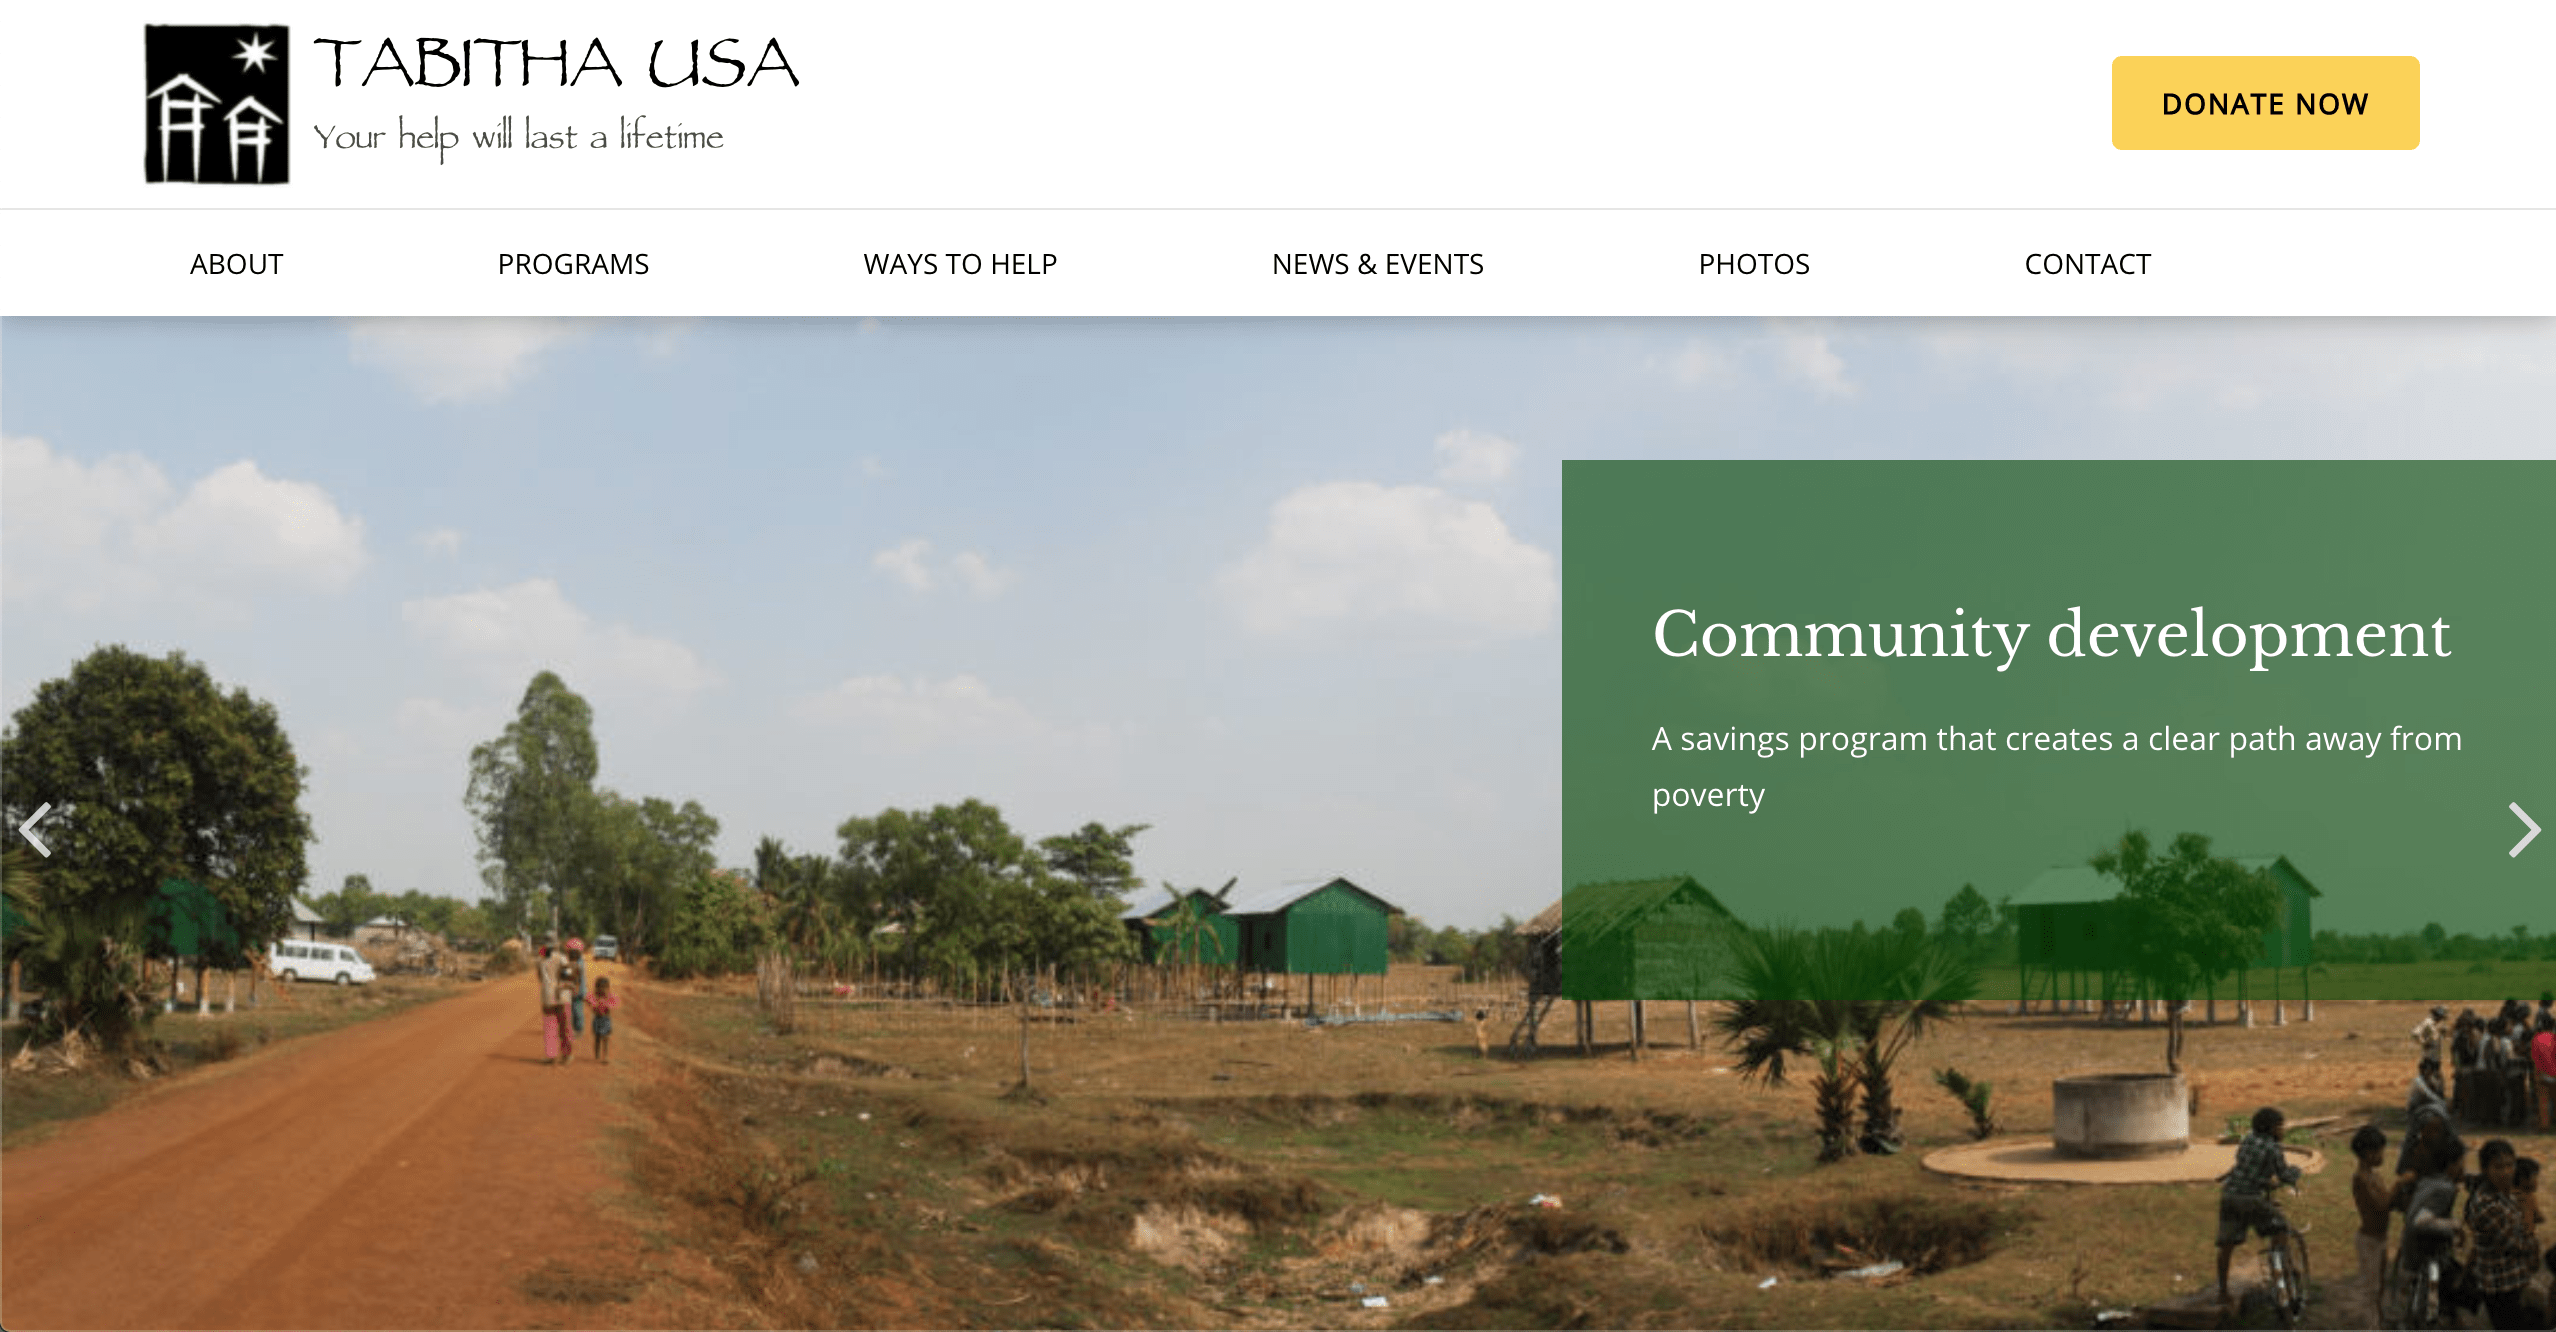 TABITHA USA
Your help will last a lifetime
DONATE NOW
ABOUT
PROGRAMS
WAYS TO HELP
NEWS & EVENTS
PHOTOS
CONTACT
Community development
A savings program that creates a clear path away from
poverty